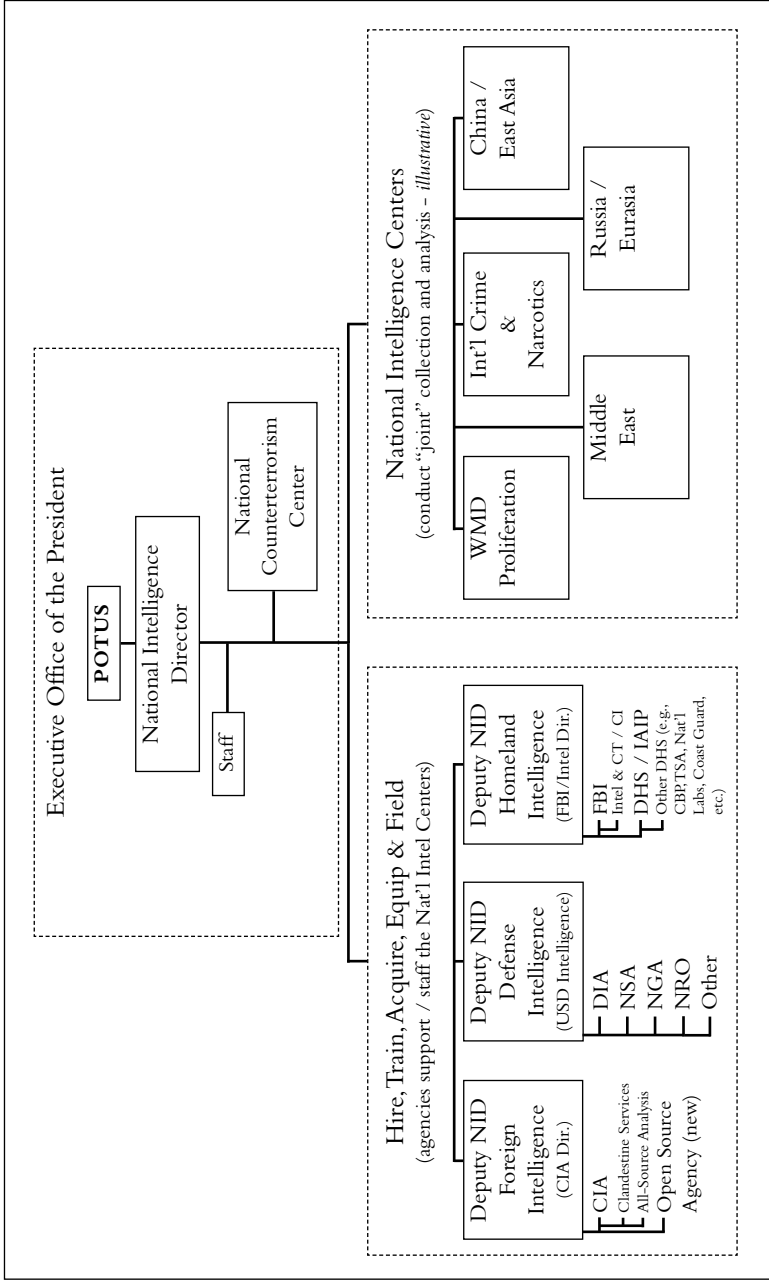 Executive Office of the President
POTUS
National Intelligence
Director
Staff
National
Counterterrorism
Center
Hire, Train, Acquire, Equip & Field
(agencies support / staff the Nat'l Intel Centers)
Deputy NID
Foreign
Intelligence
(CIA Dir.)
CIA
Clandestine Services
All-Source Analysis
Open Source
Agency (new)
Deputy NID
Defense
Intelligence
(USD Intelligence)
DIA
NSA
NGA
NRO
Other
Deputy NID
Homeland
Intelligence
(FBI/Intel Dir.)
FBI
Intel & CT / CI
DHS / IAIP
Other DHS (e.g.,
CBP, TSA, Nat'l
Labs, Coast Guard,
etc.)
National Intelligence Centers
(conduct “joint” collection and analysis – illustrative)
WMD
Proliferation
Int'l Crime
&
Narcotics
China /
East Asia
Middle
East
Russia /
Eurasia